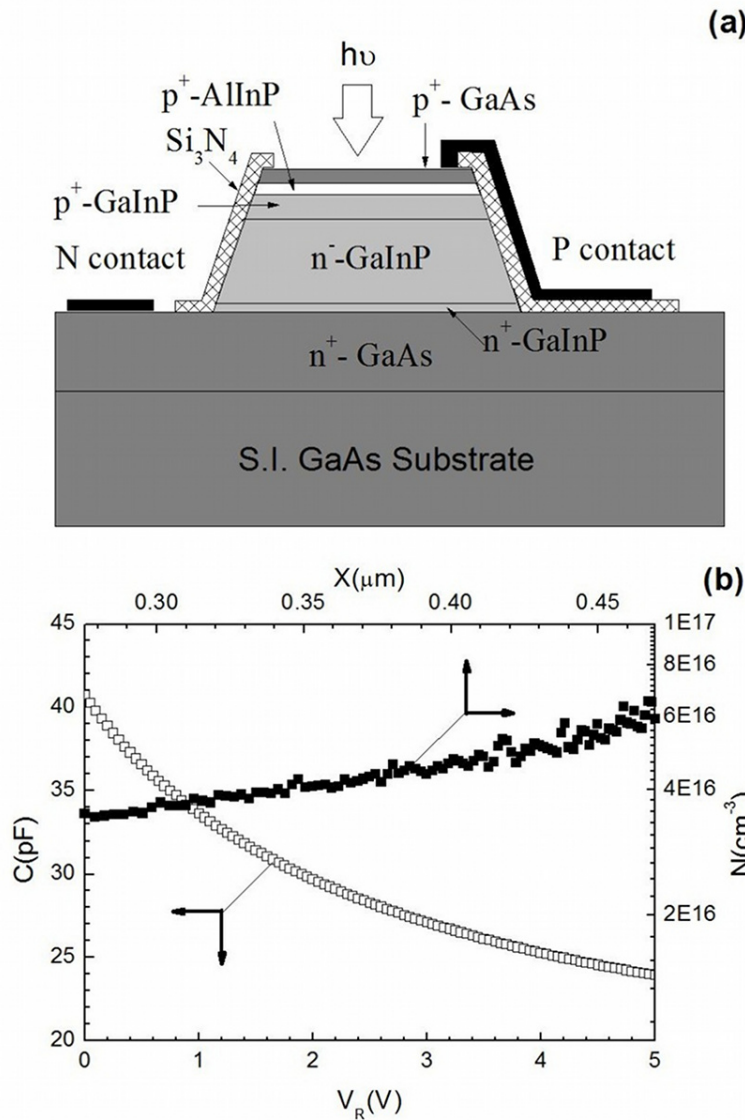 (a)
hυ
p⁺-AlInP
p⁺- GaAs
Si₃N₄
p⁺-GaInP
N contact
n⁻-GaInP
P contact
n⁺-GaInP
n⁺- GaAs
S.I. GaAs Substrate
(b)
X(μm)
0.30 0.35 0.40 0.45
45 1E17
8E16
40
6E16
35 4E16
C(pF)
N(cm⁻³)
30
2E16
25
20
0 1 2 3 4 5
V_R(V)